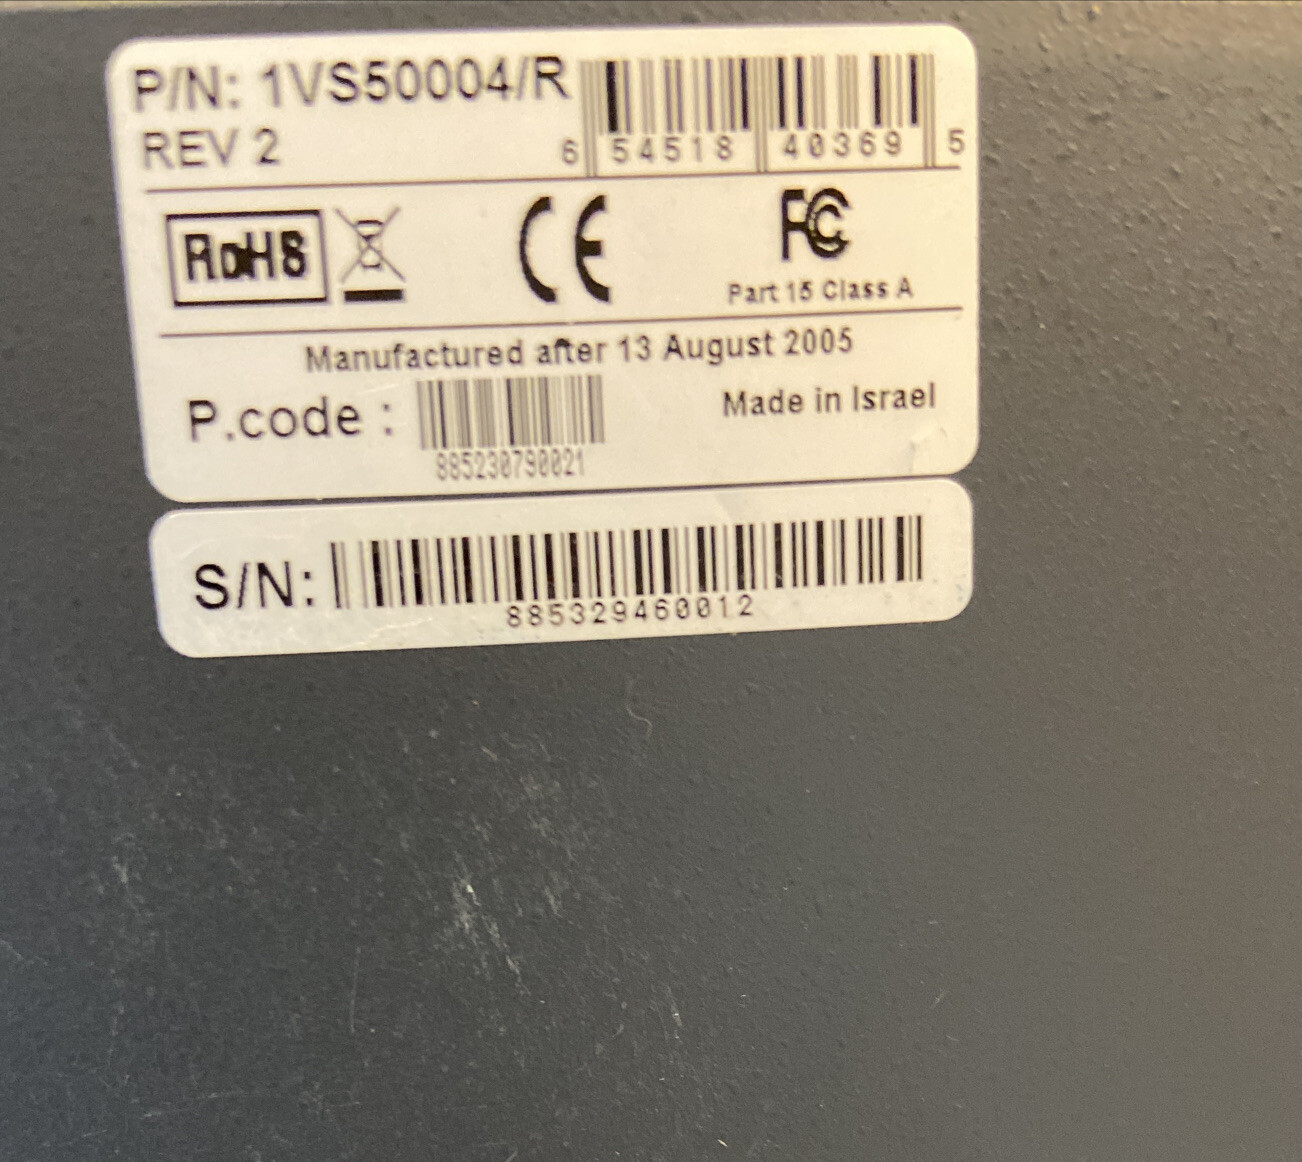 P/N: 1VS50004/R
REV 2
6 54518 40369 5
RoHS
CE
FC
Part 15 Class A
Manufactured after 13 August 2005
P.code :
885230790021
Made in Israel
S/N:
885329460012